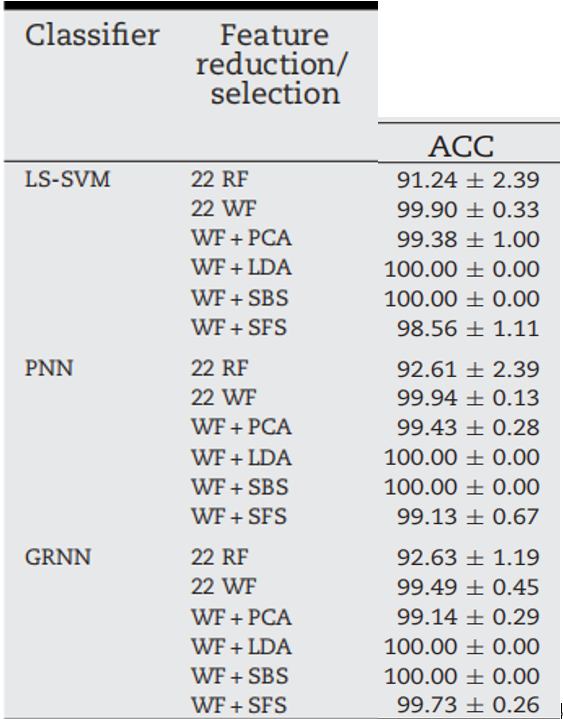 Classifier Feature
reduction/
selection
ACC
LS-SVM 22 RF 91.24 ± 2.39
22 WF 99.90 ± 0.33
WF + PCA 99.38 ± 1.00
WF + LDA 100.00 ± 0.00
WF + SBS 100.00 ± 0.00
WF + SFS 98.56 ± 1.11
PNN 22 RF 92.61 ± 2.39
22 WF 99.94 ± 0.13
WF + PCA 99.43 ± 0.28
WF + LDA 100.00 ± 0.00
WF + SBS 100.00 ± 0.00
WF + SFS 99.13 ± 0.67
GRNN 22 RF 92.63 ± 1.19
22 WF 99.49 ± 0.45
WF + PCA 99.14 ± 0.29
WF + LDA 100.00 ± 0.00
WF + SBS 100.00 ± 0.00
WF + SFS 99.73 ± 0.26